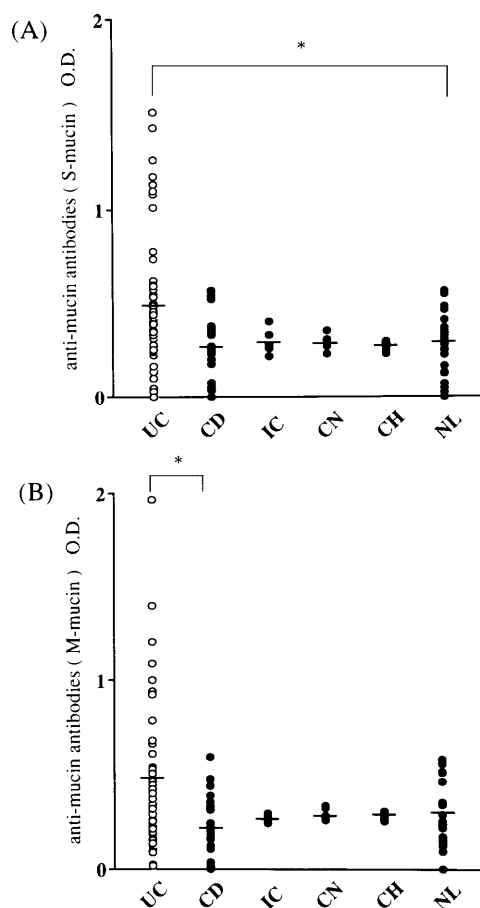 (A)
2
*
anti-mucin antibodies ( S-mucin ) O.D.
1
0
UC CD IC CN CH NL
(B)
*
2
anti-mucin antibodies ( M-mucin ) O.D.
1
0
UC CD IC CN CH NL